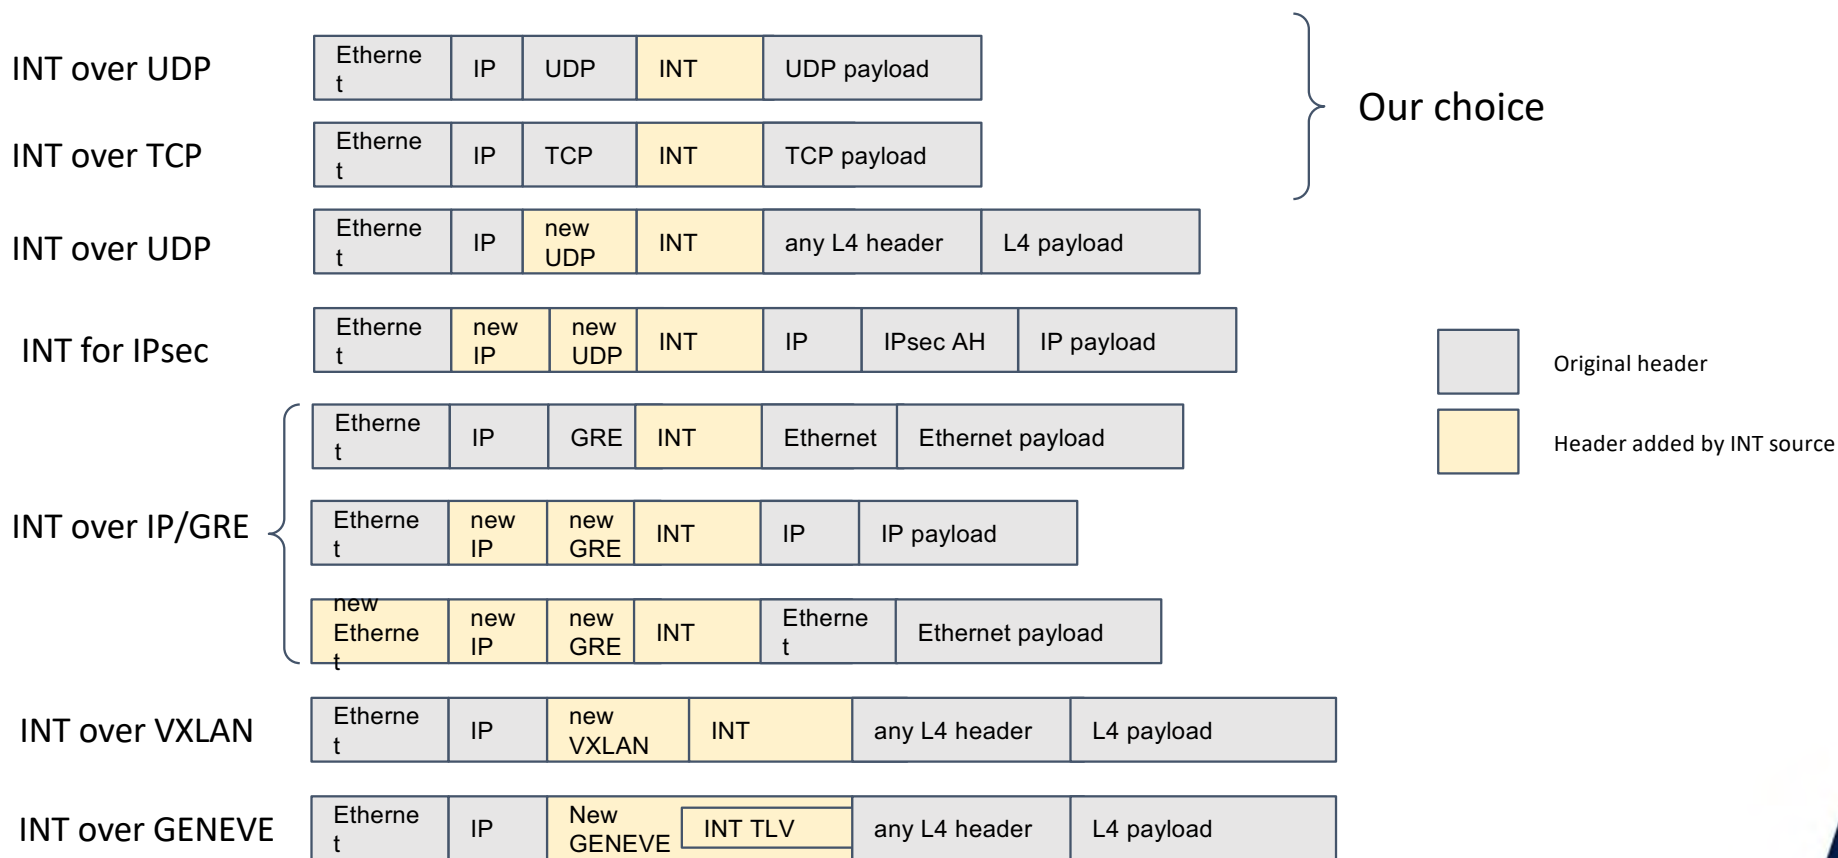 INT over UDP
Etherne
t
IP
UDP
INT
UDP payload
Our choice
INT over TCP
Etherne
t
IP
TCP
INT
TCP payload
INT over UDP
Etherne
t
IP
new
UDP
INT
any L4 header
L4 payload
INT for IPsec
Etherne
t
new
IP
new
UDP
INT
IP
IPsec AH
IP payload
Original header
Header added by INT source
INT over IP/GRE
Etherne
t
IP
GRE
INT
Ethernet
Ethernet payload
Etherne
t
new
IP
new
GRE
INT
IP
IP payload
new
Etherne
t
new
IP
new
GRE
INT
Etherne
t
Ethernet payload
INT over VXLAN
Etherne
t
IP
new
VXLAN
INT
any L4 header
L4 payload
INT over GENEVE
Etherne
t
IP
New
GENEVE
INT TLV
any L4 header
L4 payload